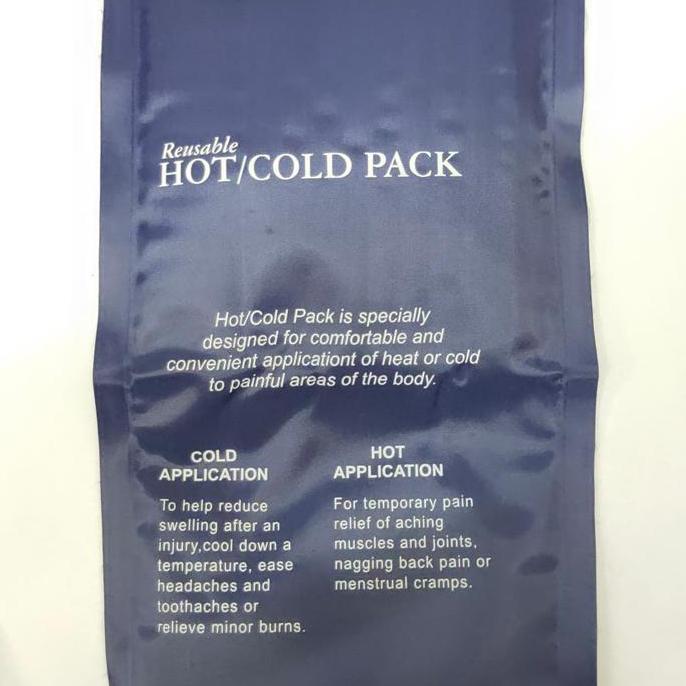 Reusable
HOT/COLD PACK
Hot/Cold Pack is specially
designed for comfortable and
convenient applicationt of heat or cold
to painful areas of the body.
COLD
APPLICATION
To help reduce
swelling after an
injury,cool down a
temperature, ease
headaches and
toothaches or
relieve minor burns.
HOT
APPLICATION
For temporary pain
relief of aching
muscles and joints,
nagging back pain or
menstrual cramps.